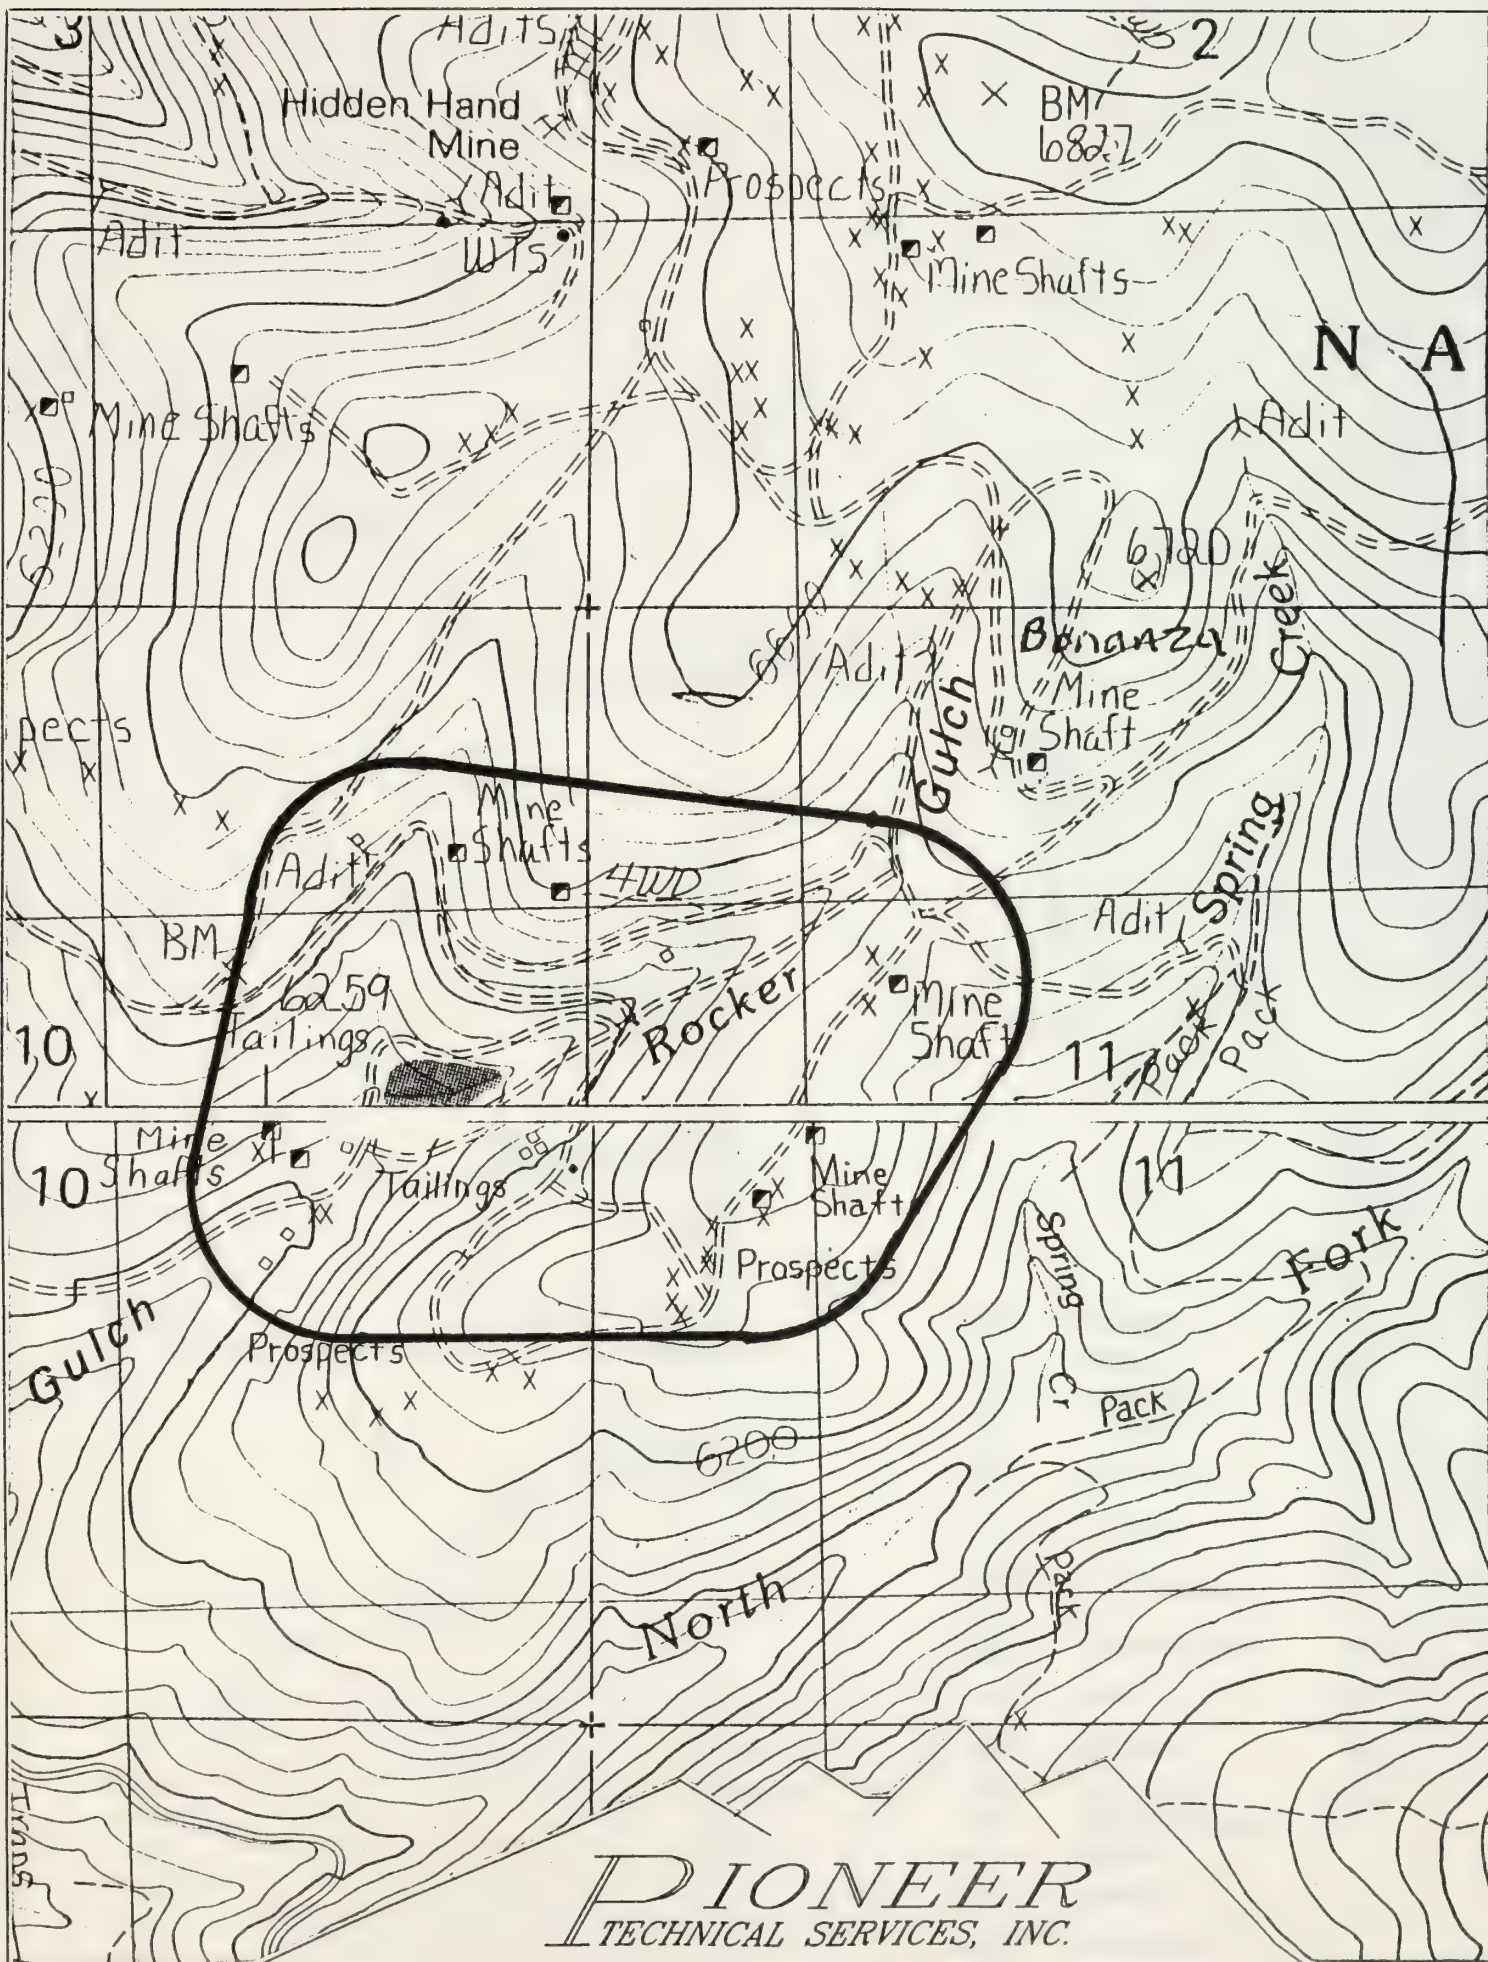 3
Adits
2
Hidden Hand
Mine
BM
6827
Adit
Prospects
Adit
WTS
Mine Shafts
N A
Mine Shafts
Adit
6200
6720
Creek
Bonanza
Adit
Gulch
Mine
Shaft
pects
Mine
Shafts
Spring
Adit
4WD
Adit
BM
6259
Mine
Shaft
Tailings
Rocker
10
11
Pack
Pack
Mine
Shafts
10
Tailings
Mine
Shaft
11
Spring
Fork
Prospects
Gulch
Prospects
Cr
Pack
6200
Pack
North
PIONEER
TECHNICAL SERVICES, INC.